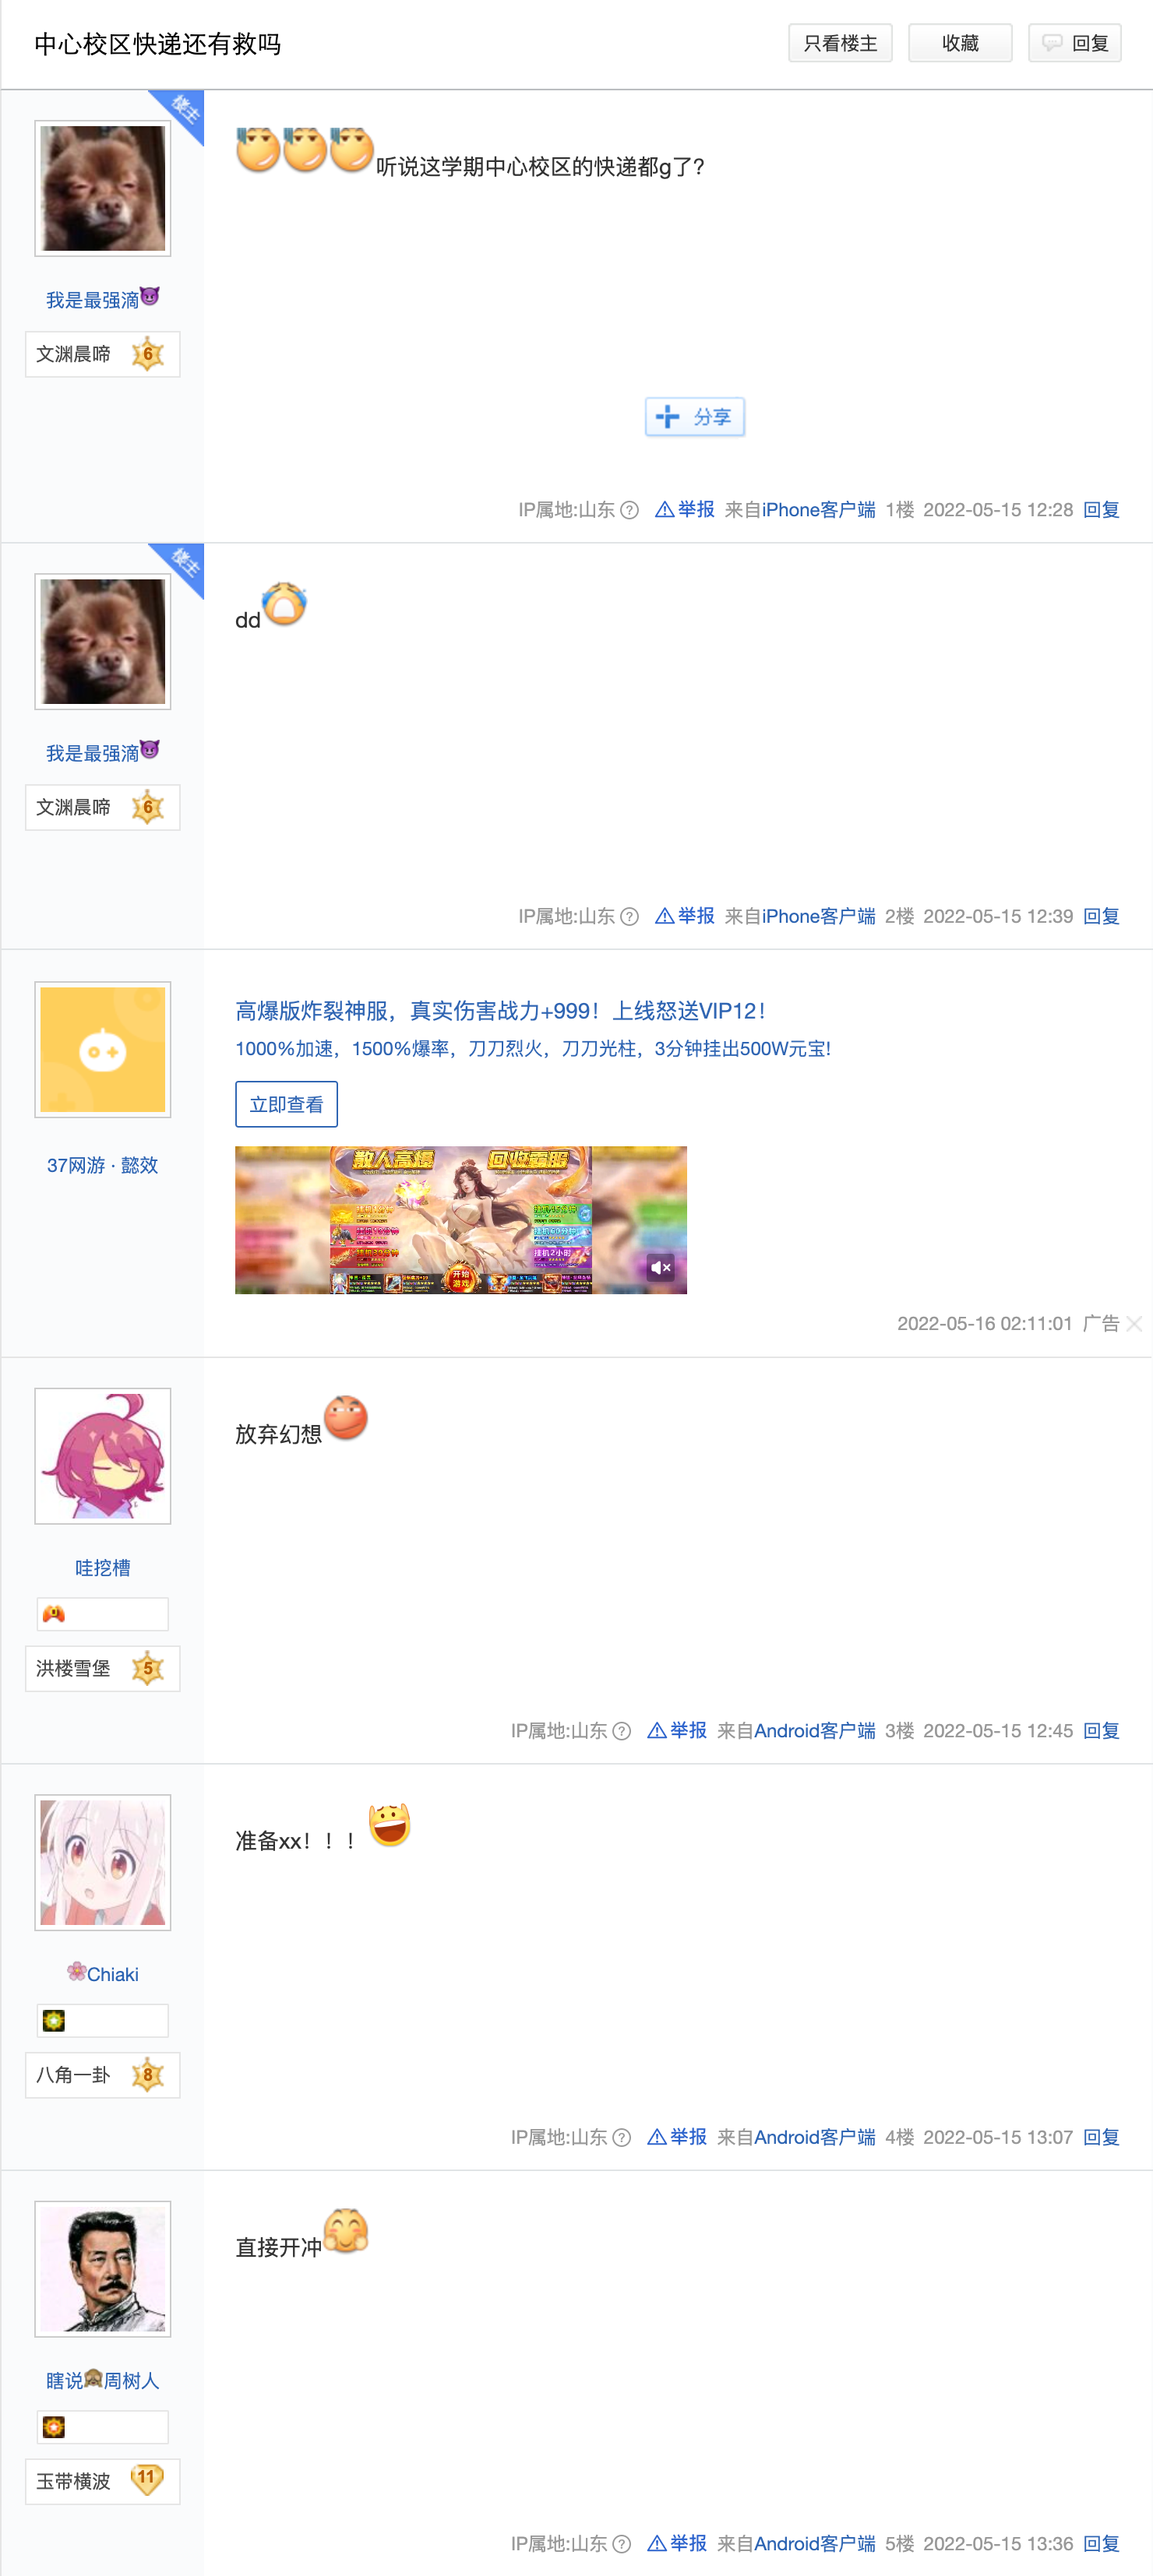 中心校区快递还有救吗
只看楼主 收藏 回复
楼主
听说这学期中心校区的快递都g了?
我是最强滴
文渊晨啼 6
分享
IP属地:山东 举报 来自iPhone客户端 1楼 2022-05-15 12:28 回复
楼主
dd
我是最强滴
文渊晨啼 6
IP属地:山东 举报 来自iPhone客户端 2楼 2022-05-15 12:39 回复
高爆版炸裂神服，真实伤害战力+999！上线怒送VIP12！
1000%加速，1500%爆率，刀刀烈火，刀刀光柱，3分钟挂出500W元宝!
立即查看
37网游 · 懿效
散人高爆 回收霸服
挂机2小时
开始
游戏
2022-05-16 02:11:01 广告
放弃幻想
哇挖槽
洪楼雪堡 5
IP属地:山东 举报 来自Android客户端 3楼 2022-05-15 12:45 回复
准备xx！！！
Chiaki
八角一卦 8
IP属地:山东 举报 来自Android客户端 4楼 2022-05-15 13:07 回复
直接开冲
瞎说周树人
玉带横波 11
IP属地:山东 举报 来自Android客户端 5楼 2022-05-15 13:36 回复